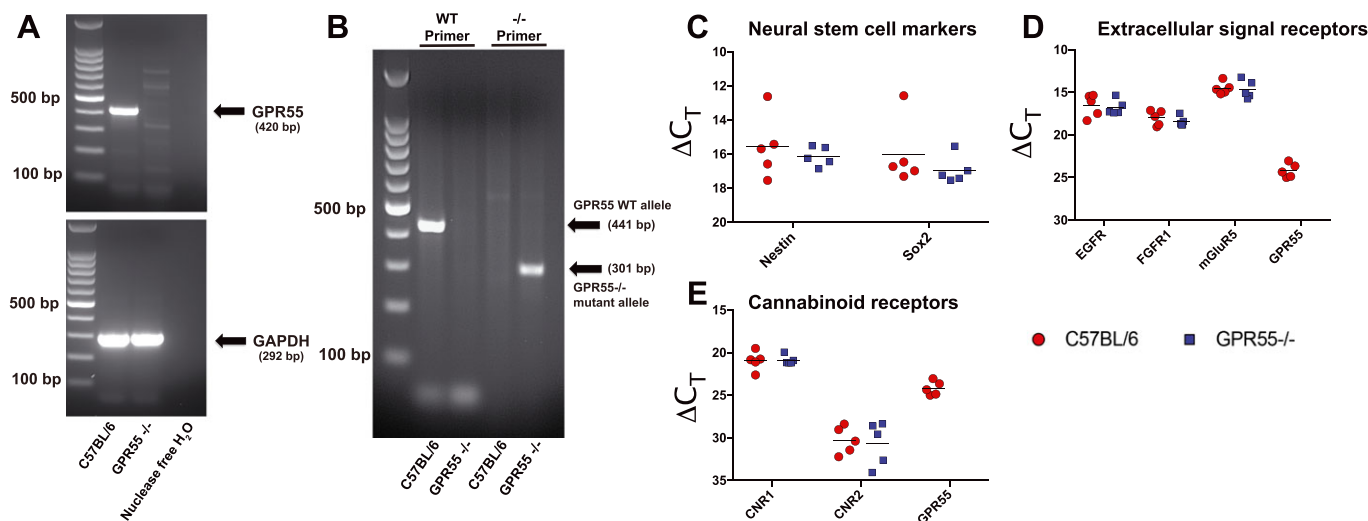 A
500 bp
100 bp
GPR55
(420 bp)
500 bp
100 bp
GAPDH
(292 bp)
C57BL/6
GPR55 -/-
Nuclease free H2O
B
WT
Primer
-/-
Primer
500 bp
100 bp
GPR55 WT allele
(441 bp)
(301 bp)
GPR55-/-
mutant allele
C57BL/6
GPR55 -/-
C57BL/6
GPR55 -/-
C
Neural stem cell markers
ΔCT
10
12
14
16
18
20
Nestin
Sox2
D
Extracellular signal receptors
ΔCT
10
15
20
25
30
EGFR
FGFR1
mGluR5
GPR55
E
Cannabinoid receptors
ΔCT
15
20
25
30
35
CNR1
CNR2
GPR55
C57BL/6
GPR55-/-